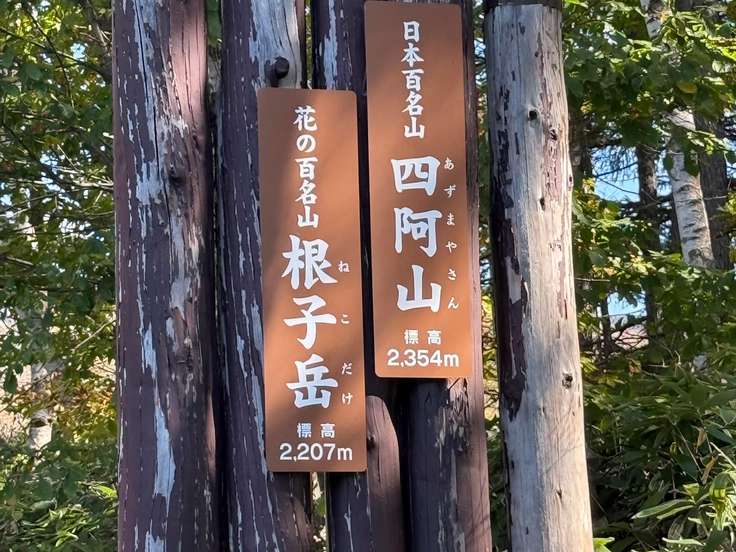 日本百名山
四阿山
あずまやさん
標高
2,354m
花の百名山
根子岳
ねこだけ
標高
2,207m